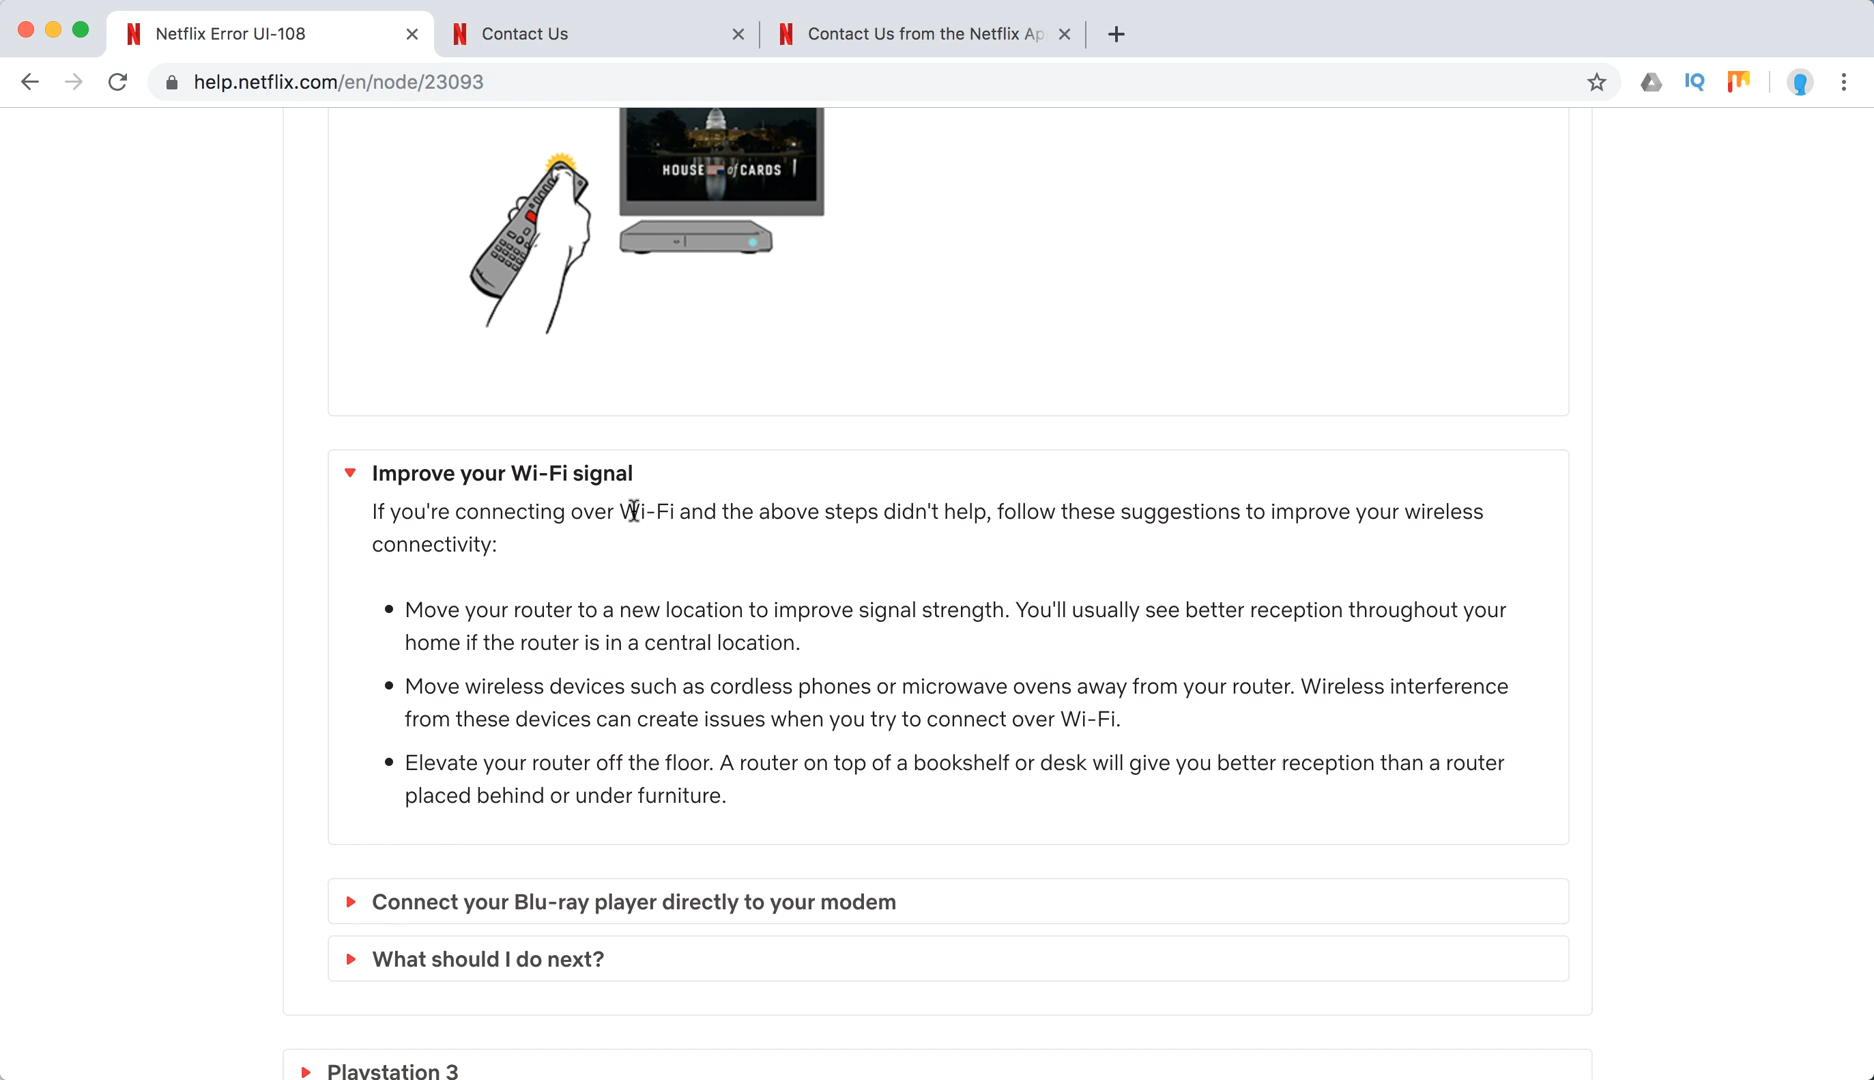 Netflix Error UI-108
Contact Us
Contact Us from the Netflix Ap
help.netflix.com/en/node/23093
IQ
HOUSE of CARDS
Improve your Wi-Fi signal
If you're connecting over Wi-Fi and the above steps didn't help, follow these suggestions to improve your wireless
connectivity:
Move your router to a new location to improve signal strength. You'll usually see better reception throughout your
home if the router is in a central location.
Move wireless devices such as cordless phones or microwave ovens away from your router. Wireless interference
from these devices can create issues when you try to connect over Wi-Fi.
Elevate your router off the floor. A router on top of a bookshelf or desk will give you better reception than a router
placed behind or under furniture.
Connect your Blu-ray player directly to your modem
What should I do next?
Playstation 3